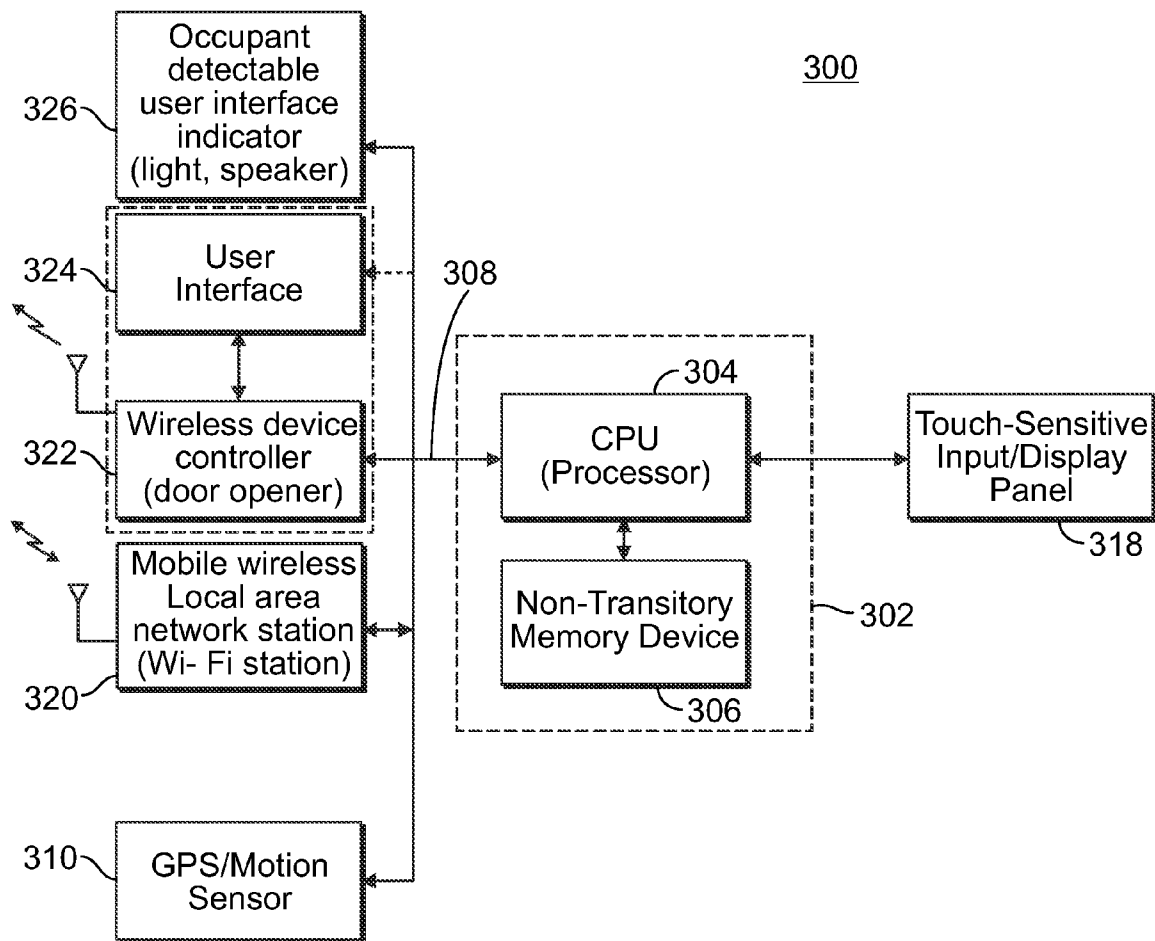 Occupant
detectable
user interface
indicator
(light, speaker)
326
300
User
Interface
324
308
Wireless device
controller
(door opener)
322
304
CPU
(Processor)
Touch-Sensitive
Input/Display
Panel
318
Mobile wireless
Local area
network station
(Wi- Fi station)
320
Non-Transitory
Memory Device
306
302
GPS/Motion
Sensor
310